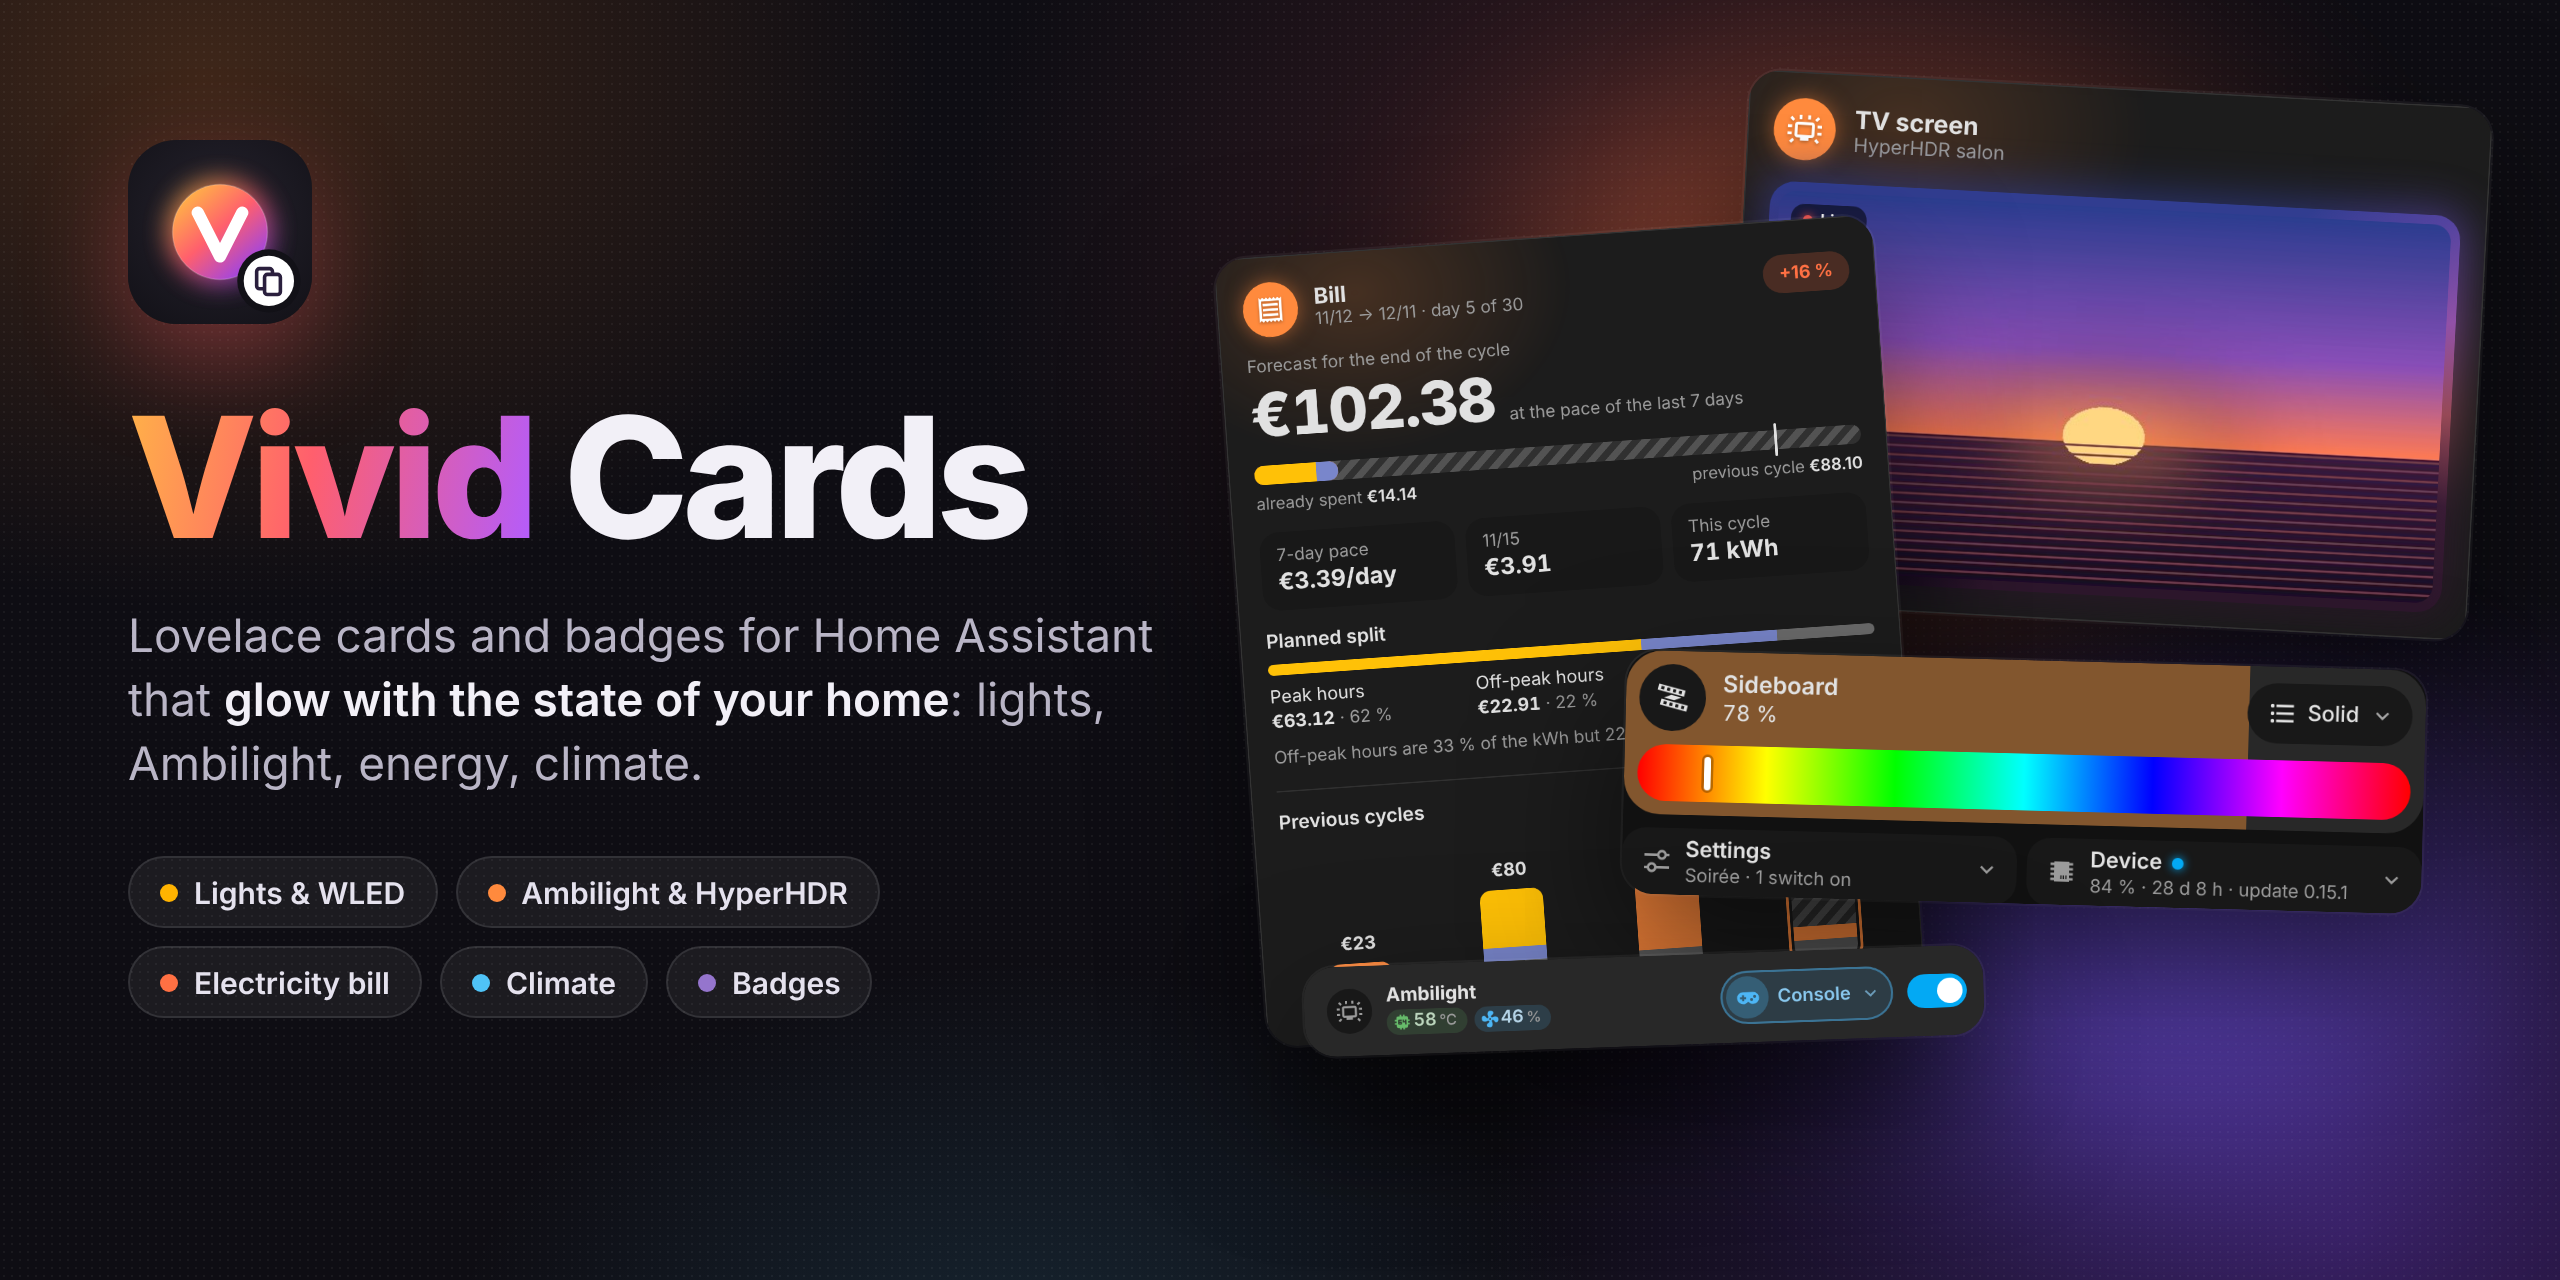 V
Vivid Cards
Lovelace cards and badges for Home Assistant
that glow with the state of your home: lights,
Ambilight, energy, climate.
Lights & WLED
Ambilight & HyperHDR
Electricity bill
Climate
Badges
TV screen
HyperHDR salon
Bill
11/12 → 12/11 · day 5 of 30
+16 %
Forecast for the end of the cycle
€102.38 at the pace of the last 7 days
already spent €14.14
previous cycle €88.10
7-day pace
€3.39/day
11/15
€3.91
This cycle
71 kWh
Planned split
Peak hours
€63.12 · 62 %
Off-peak hours
€22.91 · 22 %
Off-peak hours are 33 % of the kWh but 22
Previous cycles
€23
€80
Sideboard
78 %
Solid
Settings
Soirée · 1 switch on
Device
84 % · 28 d 8 h · update 0.15.1
Ambilight
58 °C
46 %
Console